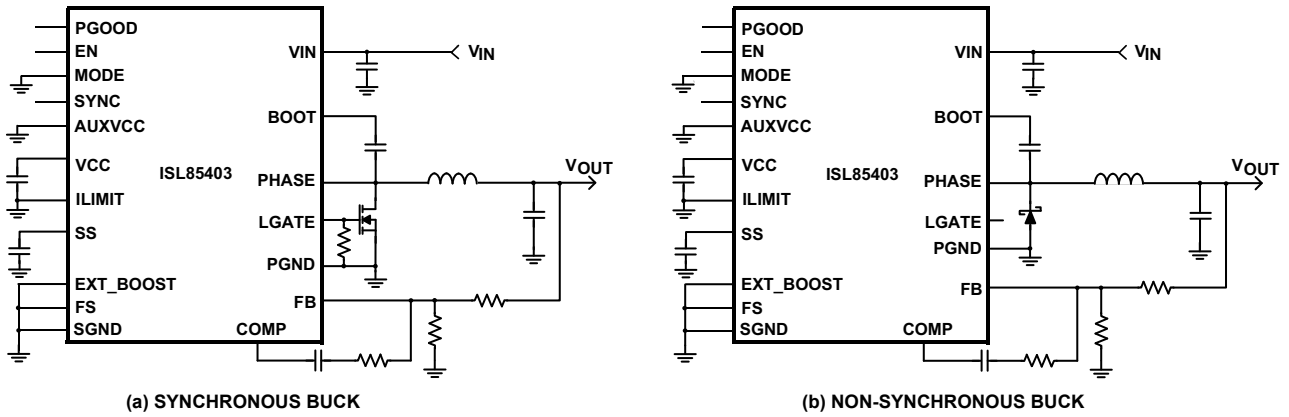 PGOOD
EN
MODE
SYNC
AUXVCC
VCC
ILIMIT
SS
EXT_BOOST
FS
SGND
ISL85403
VIN
BOOT
PHASE
LGATE
PGND
FB
COMP
VIN
VOUT
(a) SYNCHRONOUS BUCK
PGOOD
EN
MODE
SYNC
AUXVCC
VCC
ILIMIT
SS
EXT_BOOST
FS
SGND
ISL85403
VIN
BOOT
PHASE
LGATE
PGND
FB
COMP
VIN
VOUT
(b) NON-SYNCHRONOUS BUCK